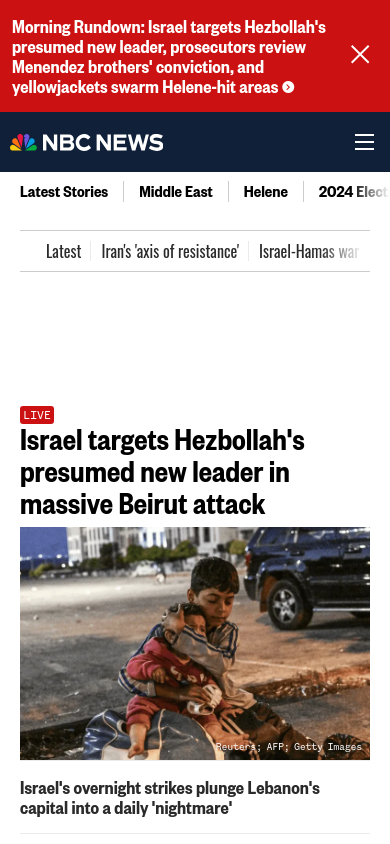 Morning Rundown: Israel targets Hezbollah's
presumed new leader, prosecutors review
Menendez brothers' conviction, and
yellowjackets swarm Helene-hit areas
NBC NEWS
Latest Stories
Middle East
Helene
2024 Elect
Latest
Iran's 'axis of resistance'
Israel-Hamas war
LIVE
Israel targets Hezbollah's
presumed new leader in
massive Beirut attack
Reuters; AFP; Getty Images
Israel's overnight strikes plunge Lebanon's
capital into a daily 'nightmare'